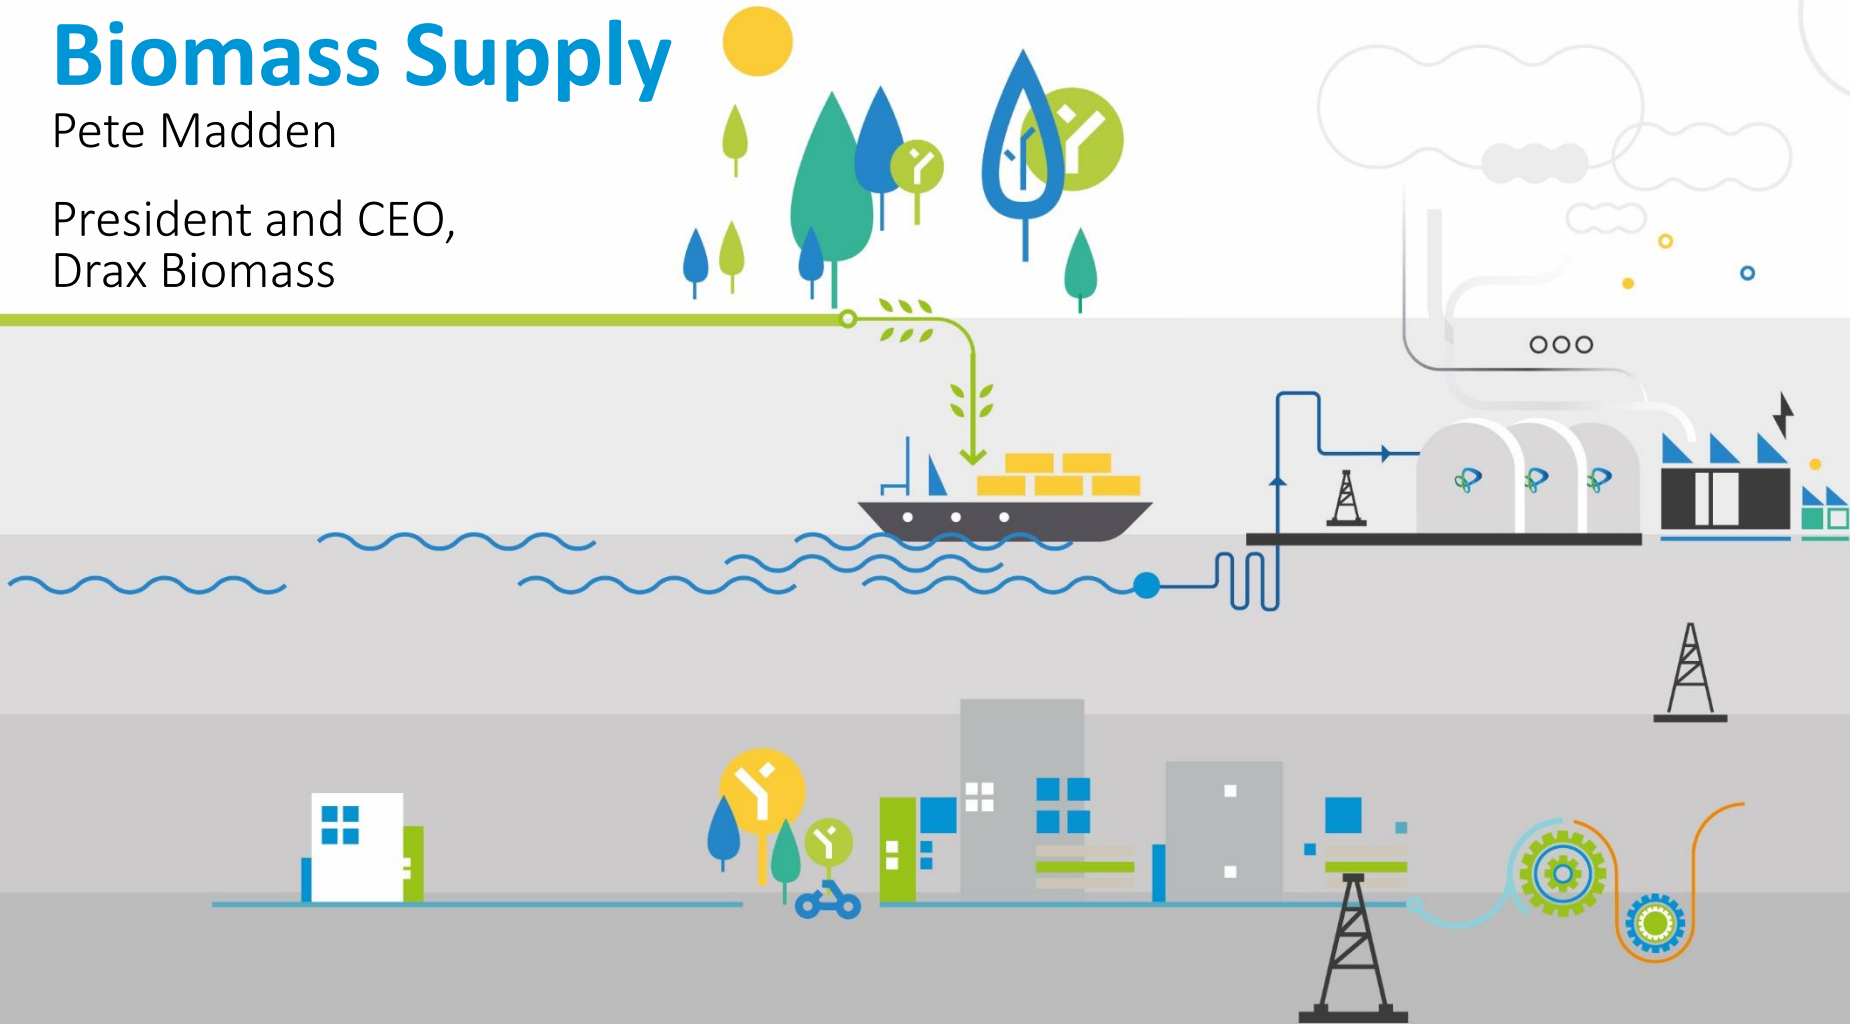 Biomass Supply
Pete Madden
President and CEO,
Drax Biomass